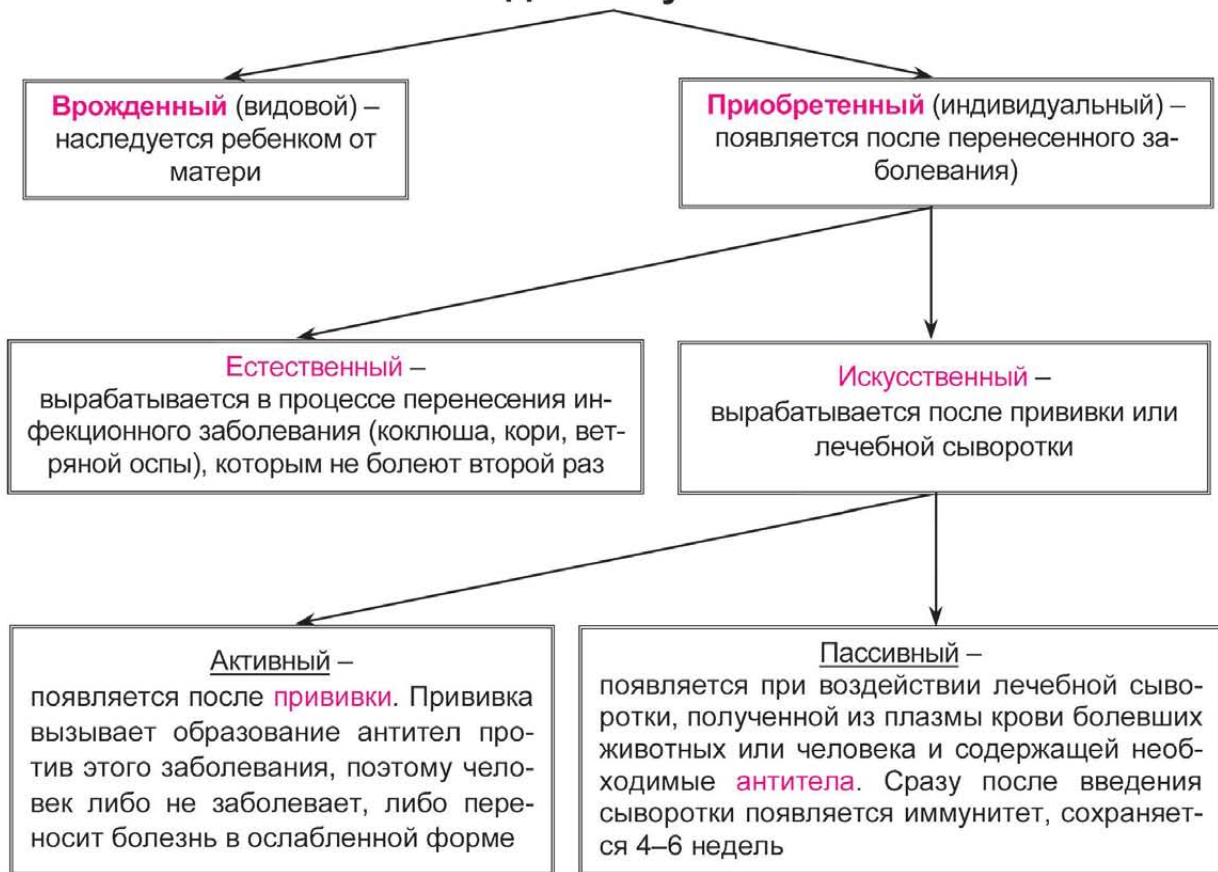 Врожденный (видовой) –
наследуется ребенком от
матери
Приобретенный (индивидуальный) –
появляется после перенесенного за-
болевания)
Естественный –
вырабатывается в процессе перенесения ин-
фекционного заболевания (коклюша, кори, вет-
ряной оспы), которым не болеют второй раз
Искусственный –
вырабатывается после прививки или
лечебной сыворотки
Активный –
появляется после прививки. Прививка
вызывает образование антител про-
тив этого заболевания, поэтому чело-
век либо не заболевает, либо пере-
носит болезнь в ослабленной форме
Пассивный –
появляется при воздействии лечебной сыво-
ротки, полученной из плазмы крови болевших
животных или человека и содержащей необ-
ходимые антитела. Сразу после введения
сыворотки появляется иммунитет, сохраняет-
ся 4–6 недель